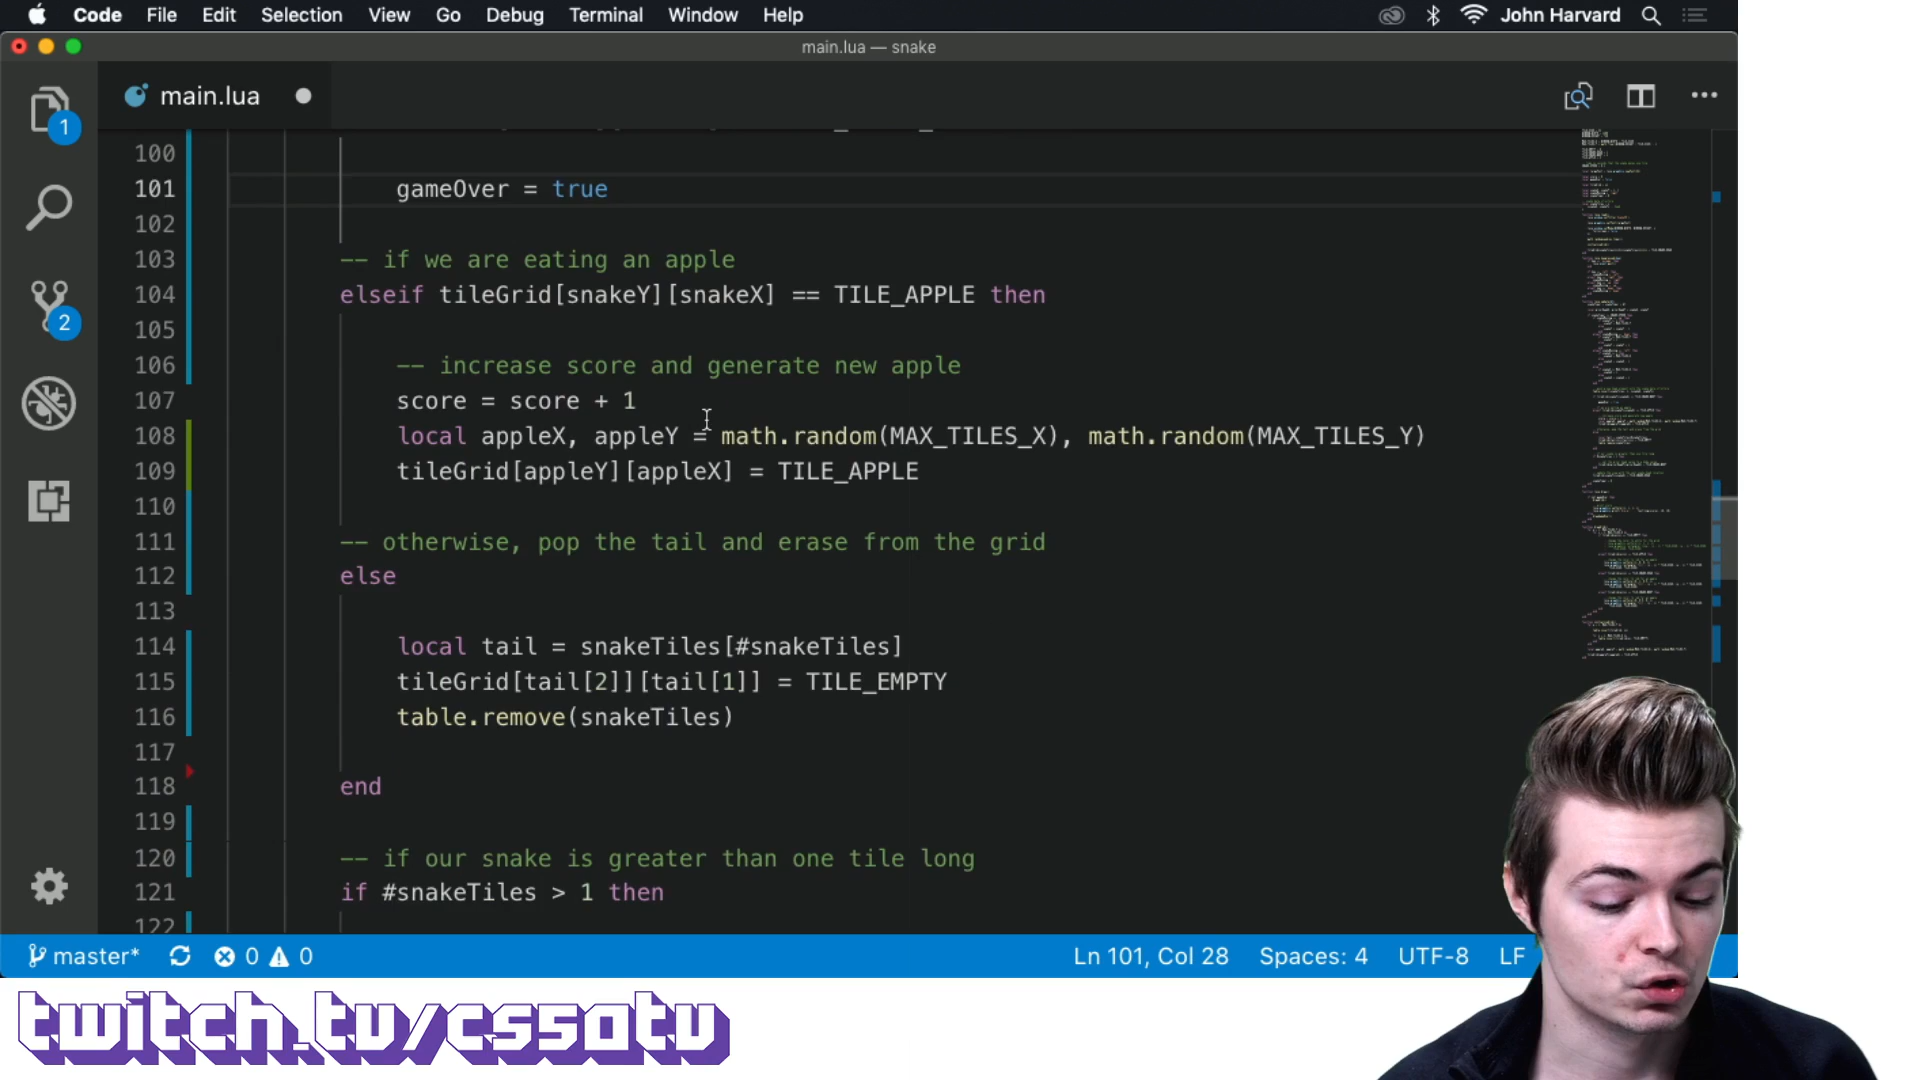 Code File Edit Selection View Go Debug Terminal Window Help John Harvard
main.lua — snake
main.lua
1
2
100
101 gameOver = true
102
103 -- if we are eating an apple
104 elseif tileGrid[snakeY][snakeX] == TILE_APPLE then
105
106 -- increase score and generate new apple
107 score = score + 1
108 local appleX, appleY = math.random(MAX_TILES_X), math.random(MAX_TILES_Y)
109 tileGrid[appleY][appleX] = TILE_APPLE
110
111 -- otherwise, pop the tail and erase from the grid
112 else
113
114 local tail = snakeTiles[#snakeTiles]
115 tileGrid[tail[2]][tail[1]] = TILE_EMPTY
116 table.remove(snakeTiles)
117
118 end
119
120 -- if our snake is greater than one tile long
121 if #snakeTiles > 1 then
122
master* 0 0 Ln 101, Col 28 Spaces: 4 UTF-8 LF
twitch.tv/cs50tv